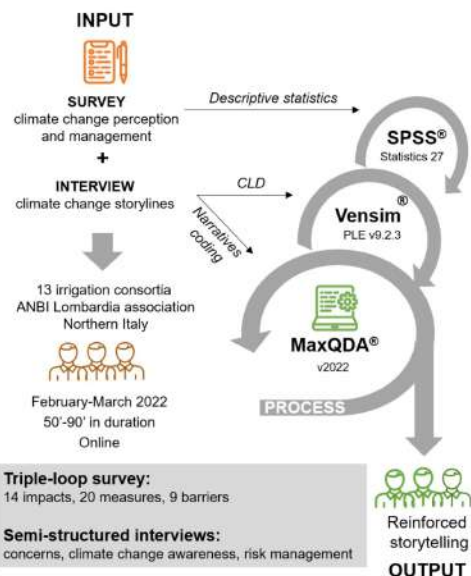 INPUT
SURVEY
climate change perception
and management
+
INTERVIEW
climate change storylines
13 irrigation consortia
ANBI Lombardia association
Northern Italy
February-March 2022
50'-90' in duration
Online
Descriptive statistics
CLD
Narratives
coding
SPSS®
Statistics 27
Vensim®
PLE v9.2.3
MaxQDA®
v2022
PROCESS
Triple-loop survey:
14 impacts, 20 measures, 9 barriers
Semi-structured interviews:
concerns, climate change awareness, risk management
Reinforced
storytelling
OUTPUT